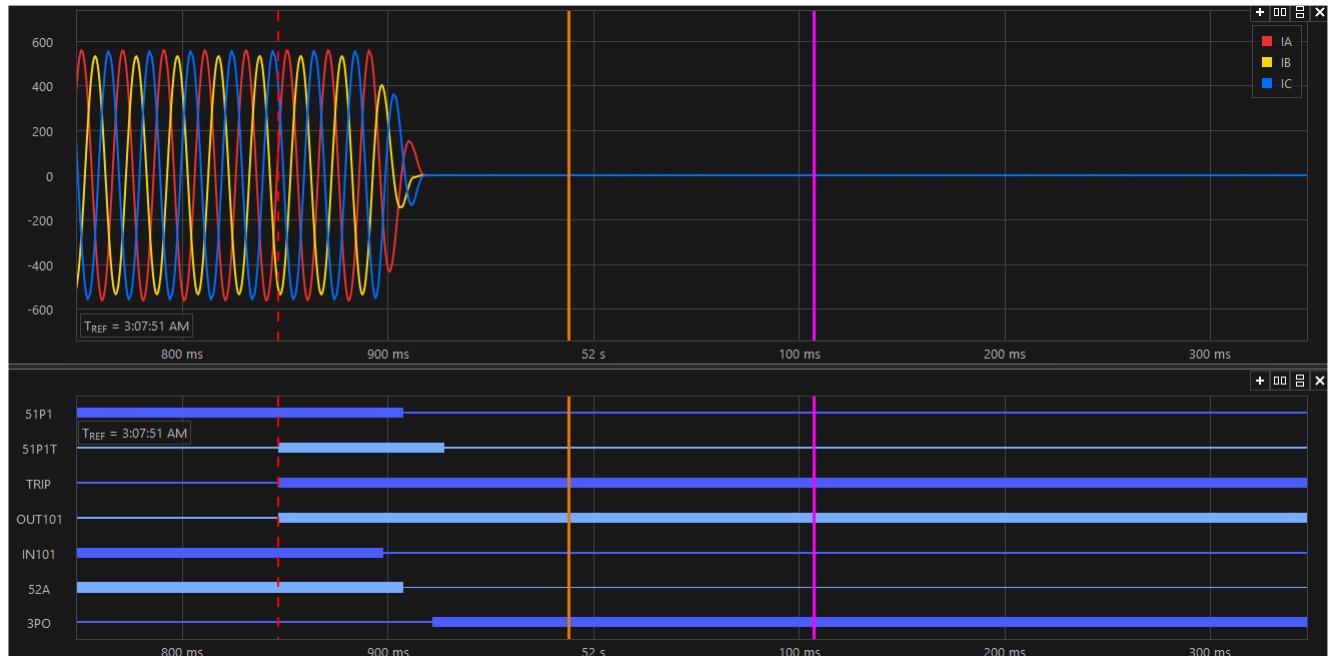 600
400
200
0
-200
-400
-600
IA
IB
IC
TREF = 3:07:51 AM
800 ms 900 ms 52 s 100 ms 200 ms 300 ms
51P1
TREF = 3:07:51 AM
51P1T
TRIP
OUT101
IN101
52A
3PO
800 ms 900 ms 52 s 100 ms 200 ms 300 ms